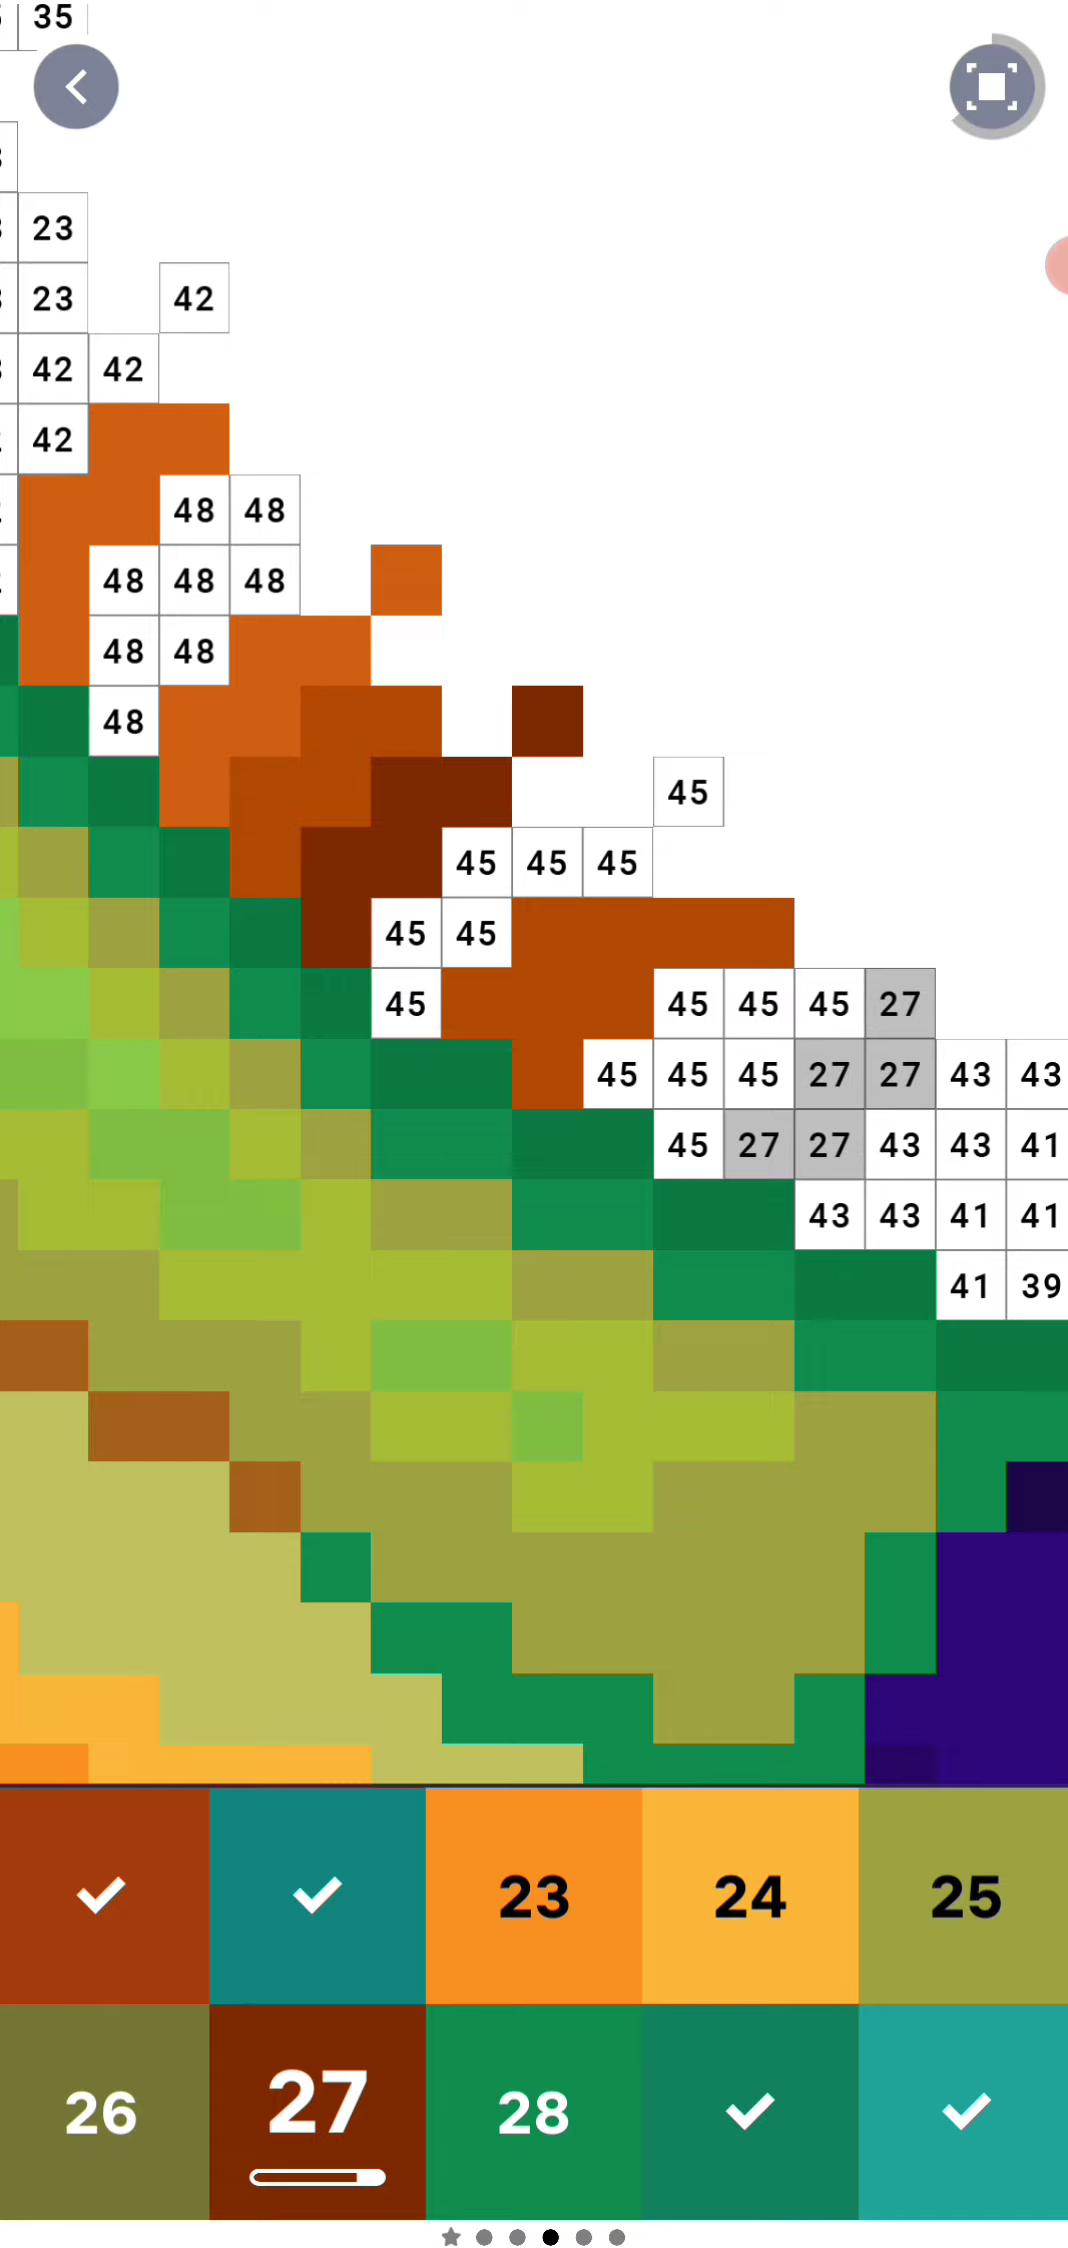 35
23
23 42
42 42
42
48 48
48 48 48
48 48
48
45
45 45 45
45 45
45 45 45 45 27
45 45 45 27 27 43 43
45 27 27 43 43 41
43 43 41 41
41 39
23 24 25
26 27 28